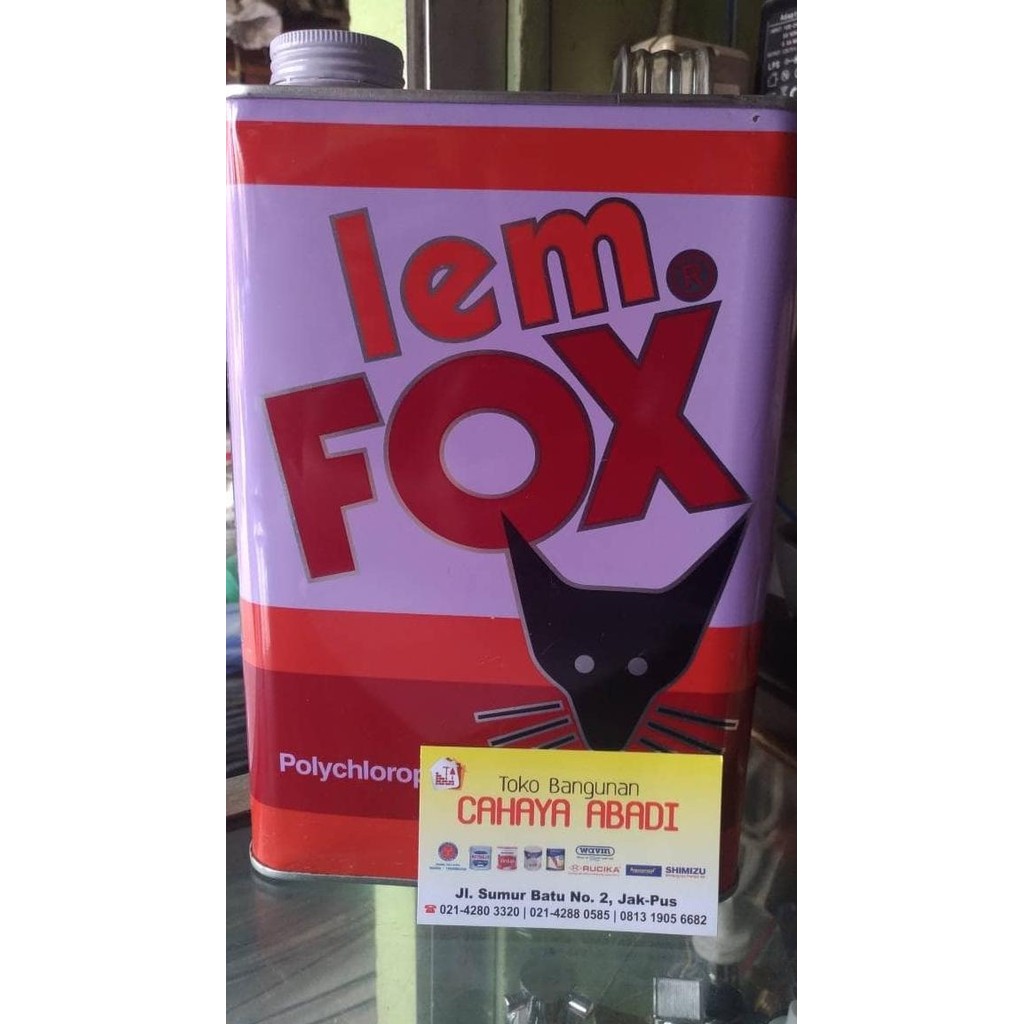 lem
FOX
Polychlorop
Toko Bangunan
CAHAYA ABADI
wavin
RUCIKA
SHIMIZU
Jl. Sumur Batu No. 2, Jak-Pus
021-4280 3320 | 021-4288 0585 | 0813 1905 6682